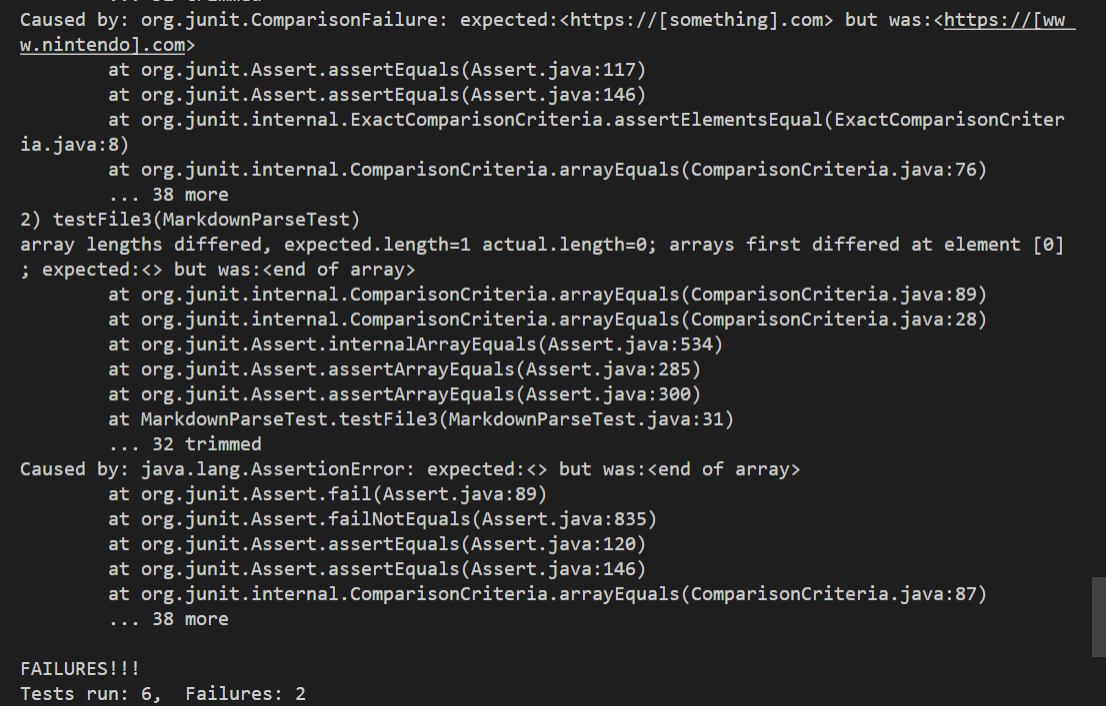 Caused by: org.junit.ComparisonFailure: expected:<https://[something].com> but was:<https://[ww
w.nintendo].com>
at org.junit.Assert.assertEquals(Assert.java:117)
at org.junit.Assert.assertEquals(Assert.java:146)
at org.junit.internal.ExactComparisonCriteria.assertElementsEqual(ExactComparisonCriter
ia.java:8)
at org.junit.internal.ComparisonCriteria.arrayEquals(ComparisonCriteria.java:76)
... 38 more
2) testFile3(MarkdownParseTest)
array lengths differed, expected.length=1 actual.length=0; arrays first differed at element [0]
; expected:<> but was:<end of array>
at org.junit.internal.ComparisonCriteria.arrayEquals(ComparisonCriteria.java:89)
at org.junit.internal.ComparisonCriteria.arrayEquals(ComparisonCriteria.java:28)
at org.junit.Assert.internalArrayEquals(Assert.java:534)
at org.junit.Assert.assertArrayEquals(Assert.java:285)
at org.junit.Assert.assertArrayEquals(Assert.java:300)
at MarkdownParseTest.testFile3(MarkdownParseTest.java:31)
... 32 trimmed
Caused by: java.lang.AssertionError: expected:<> but was:<end of array>
at org.junit.Assert.fail(Assert.java:89)
at org.junit.Assert.failNotEquals(Assert.java:835)
at org.junit.Assert.assertEquals(Assert.java:120)
at org.junit.Assert.assertEquals(Assert.java:146)
at org.junit.internal.ComparisonCriteria.arrayEquals(ComparisonCriteria.java:87)
... 38 more
FAILURES!!!
Tests run: 6,  Failures: 2